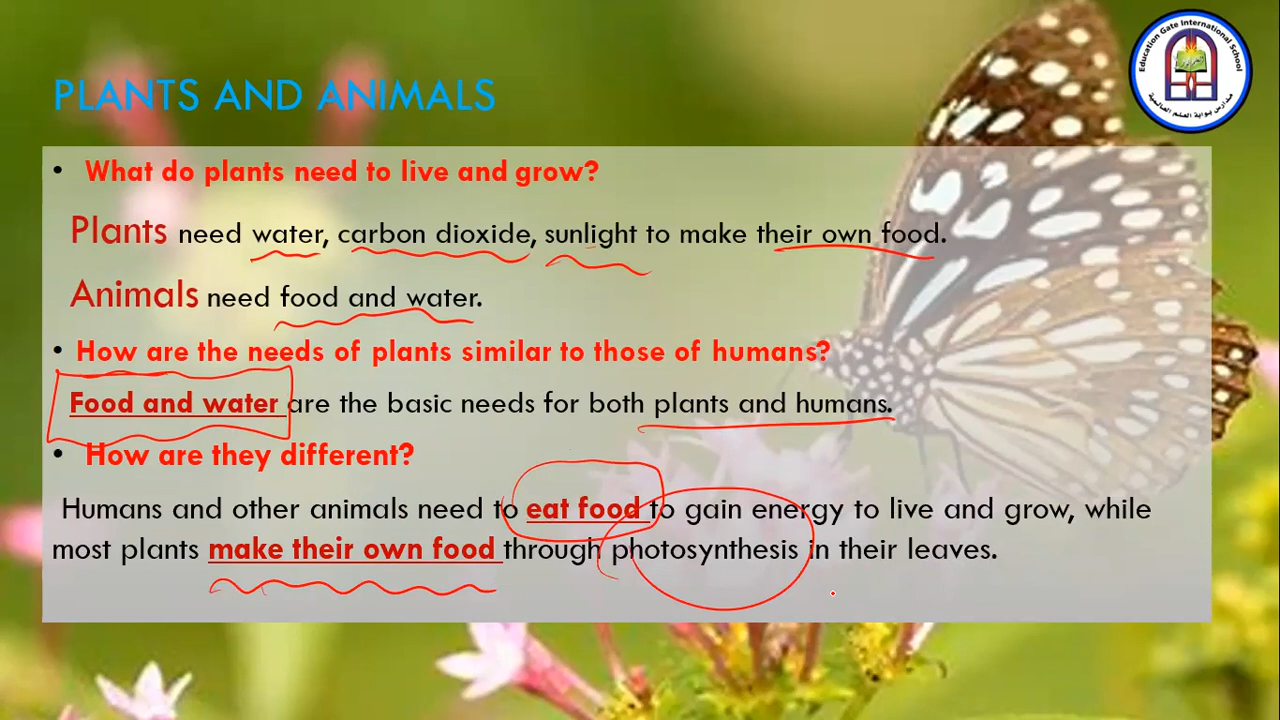 Education Gate International School
مدارس بوابة العلم العالمية
PLANTS AND ANIMALS
• What do plants need to live and grow?
Plants need water, carbon dioxide, sunlight to make their own food.
Animals need food and water.
• How are the needs of plants similar to those of humans?
Food and water are the basic needs for both plants and humans.
• How are they different?
Humans and other animals need to eat food to gain energy to live and grow, while
most plants make their own food through photosynthesis in their leaves.